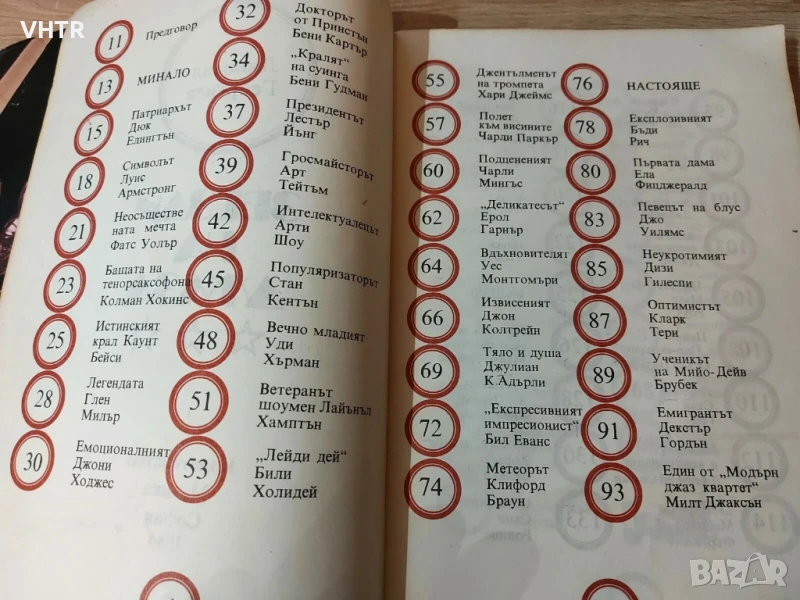 VHTR
11
Предговор
13
МИНАЛО
15
Патриархът
Дюк
Елингтън
18
Символът
Луис
Армстронг
21
Неосъществе
ната мечта
Фатс Уолър
23
Бащата на
тенорсаксофона
Колман Хокинс
25
Истинският
крал Каунт
Бейси
28
Легендата
Глен
Милър
30
Емоционалният
Джони
Ходжес
32
Докторът
от Принстън
Бени Картър
34
„Кралят“
на суинга
Бени Гудман
37
Президентът
Лестър
Йънг
39
Гросмайсторът
Арт
Тейтъм
42
Интелектуалецът
Арти
Шоу
45
Популяризаторът
Стан
Кентън
48
Вечно младият
Уди
Хърман
51
Ветеранът
шоумен Лайънъл
Хамптън
53
„Лейди дей“
Били
Холидей
55
Джентълменът
на тромпета
Хари Джеймс
57
Полет
към висините
Чарли Паркър
60
Подцененият
Чарли
Мингъс
62
„Деликатесът“
Ерол
Гарнър
64
Вдъхновителят
Уес
Монтгомъри
66
Извисеният
Джон
Колтрейн
69
Тяло и душа
Джулиан
К.Адърли
72
„Експресивният
импресионист“
Бил Еванс
74
Метеорът
Клифорд
Браун
76
НАСТОЯЩЕ
78
Експлозивният
Бъди
Рич
80
Първата дама
Ела
Фицджералд
83
Певецът на блус
Джо
Уилямс
85
Неукротимият
Дизи
Гилеспи
87
Оптимистът
Кларк
Тери
89
Ученикът
на Мийо-Дейв
Брубек
91
Емигрантът
Декстър
Гордън
93
Един от „Модърн
джаз квартет“
Милт Джаксън
BAZAR